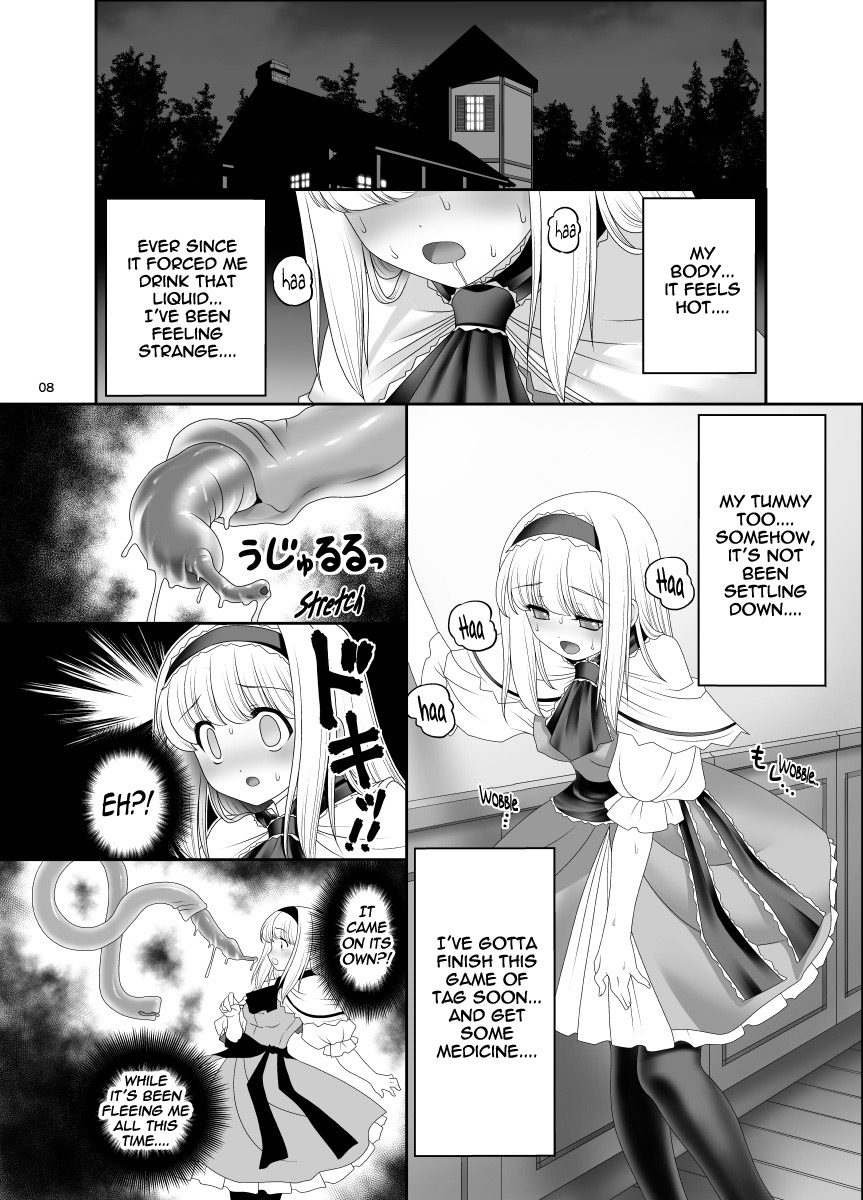 MY
BODY...
IT FEELS
HOT....
haa
haa
EVER SINCE
IT FORCED ME
DRINK THAT
LIQUID...
I'VE BEEN
FEELING
STRANGE....
08
MY TUMMY
TOO....
SOMEHOW,
IT'S NOT
BEEN
SETTLING
DOWN....
Haa
Haa
haa
もじ...
WOBBLE..
WOBBLE..
I'VE GOTTA
FINISH THIS
GAME OF
TAG SOON...
AND GET
SOME
MEDICINE....
うじゅるるっ
Stretch
ドキッ!!
EH?!
IT
CAME
ON ITS
OWN?!
WHILE
IT'S BEEN
FLEEING ME
ALL THIS
TIME....